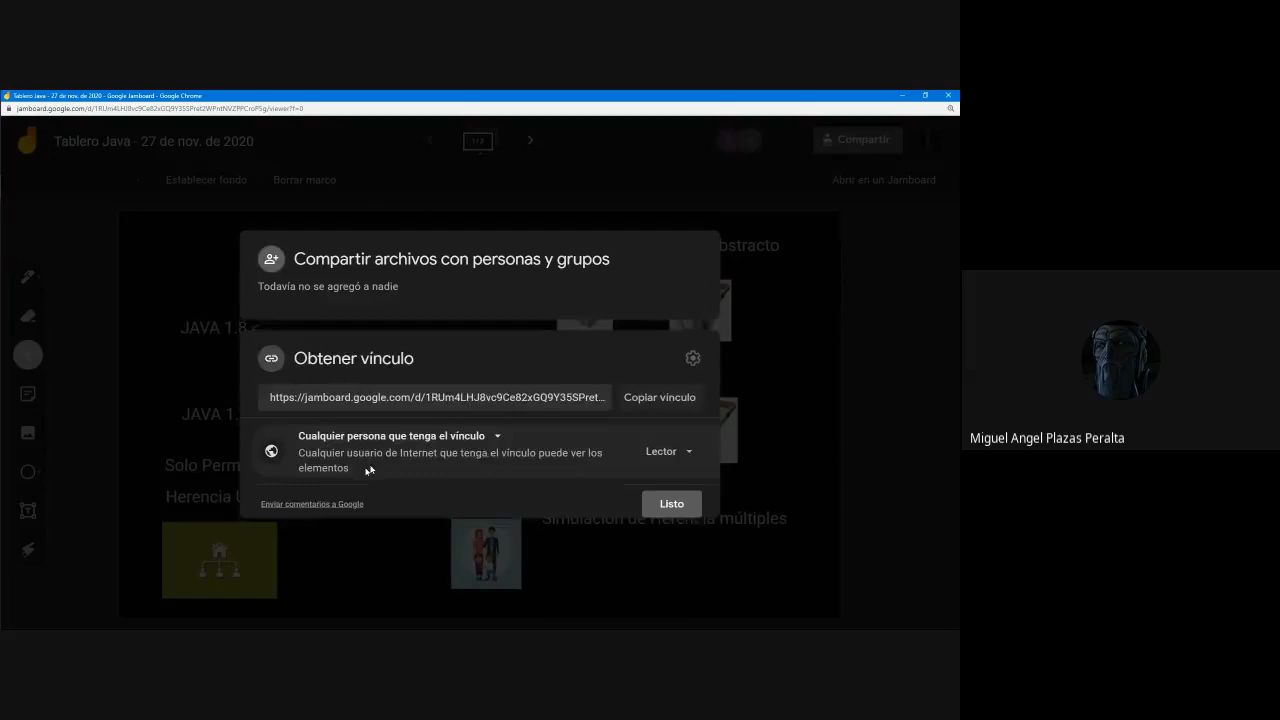 Tablero Java - 27 de nov. de 2020 - Google Jamboard - Google Chrome
Tablero Java - 27 de nov. de 2020
1/2
Compartir
Establecer fondo
Borrar marco
Abrir en un Jamboard
Compartir archivos con personas y grupos
Todavía no se agregó a nadie
JAVA 1.8
Obtener vínculo
https://jamboard.google.com/d/1RUm4LHJ8vc9Ce82xGQ9Y35SPret...
Copiar vínculo
JAVA 1.
Cualquier persona que tenga el vínculo
Cualquier usuario de Internet que tenga el vínculo puede ver los
elementos
Lector
Solo Perm
Herencia
Enviar comentarios a Google
Listo
múltiples
Miguel Angel Plazas Peralta